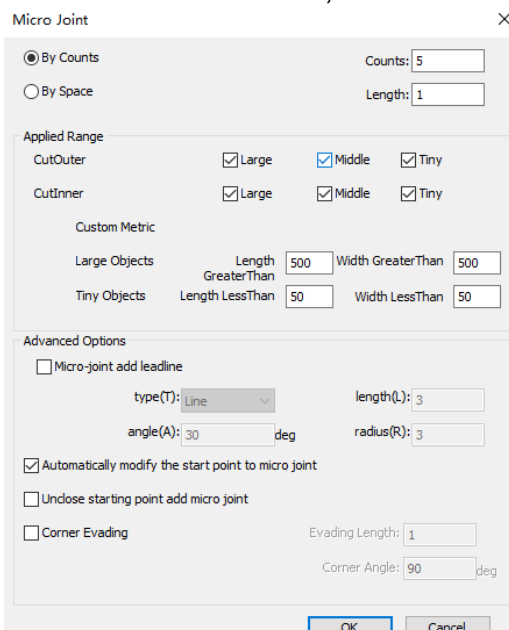 Micro Joint
By Counts Counts: 5
By Space Length: 1
Applied Range
CutOuter Large Middle Tiny
CutInner Large Middle Tiny
Custom Metric
Large Objects Length GreaterThan 500 Width GreaterThan 500
Tiny Objects Length LessThan 50 Width LessThan 50
Advanced Options
Micro-joint add leadline
type(T): Line length(L): 3
angle(A): 30 deg radius(R): 3
Automatically modify the start point to micro joint
Unclose starting point add micro joint
Corner Evading Evading Length: 1
Corner Angle: 90 deg
OK Cancel